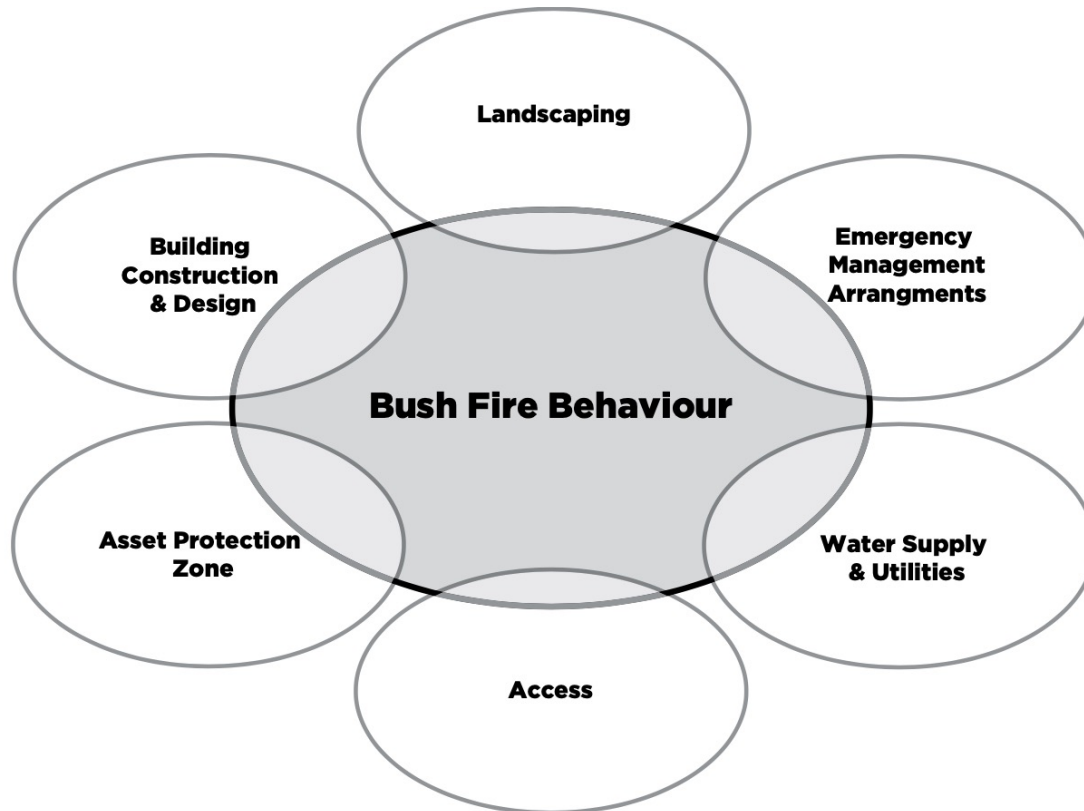 Landscaping
Building
Construction
& Design
Emergency
Management
Arrangments
Bush Fire Behaviour
Asset Protection
Zone
Water Supply
& Utilities
Access